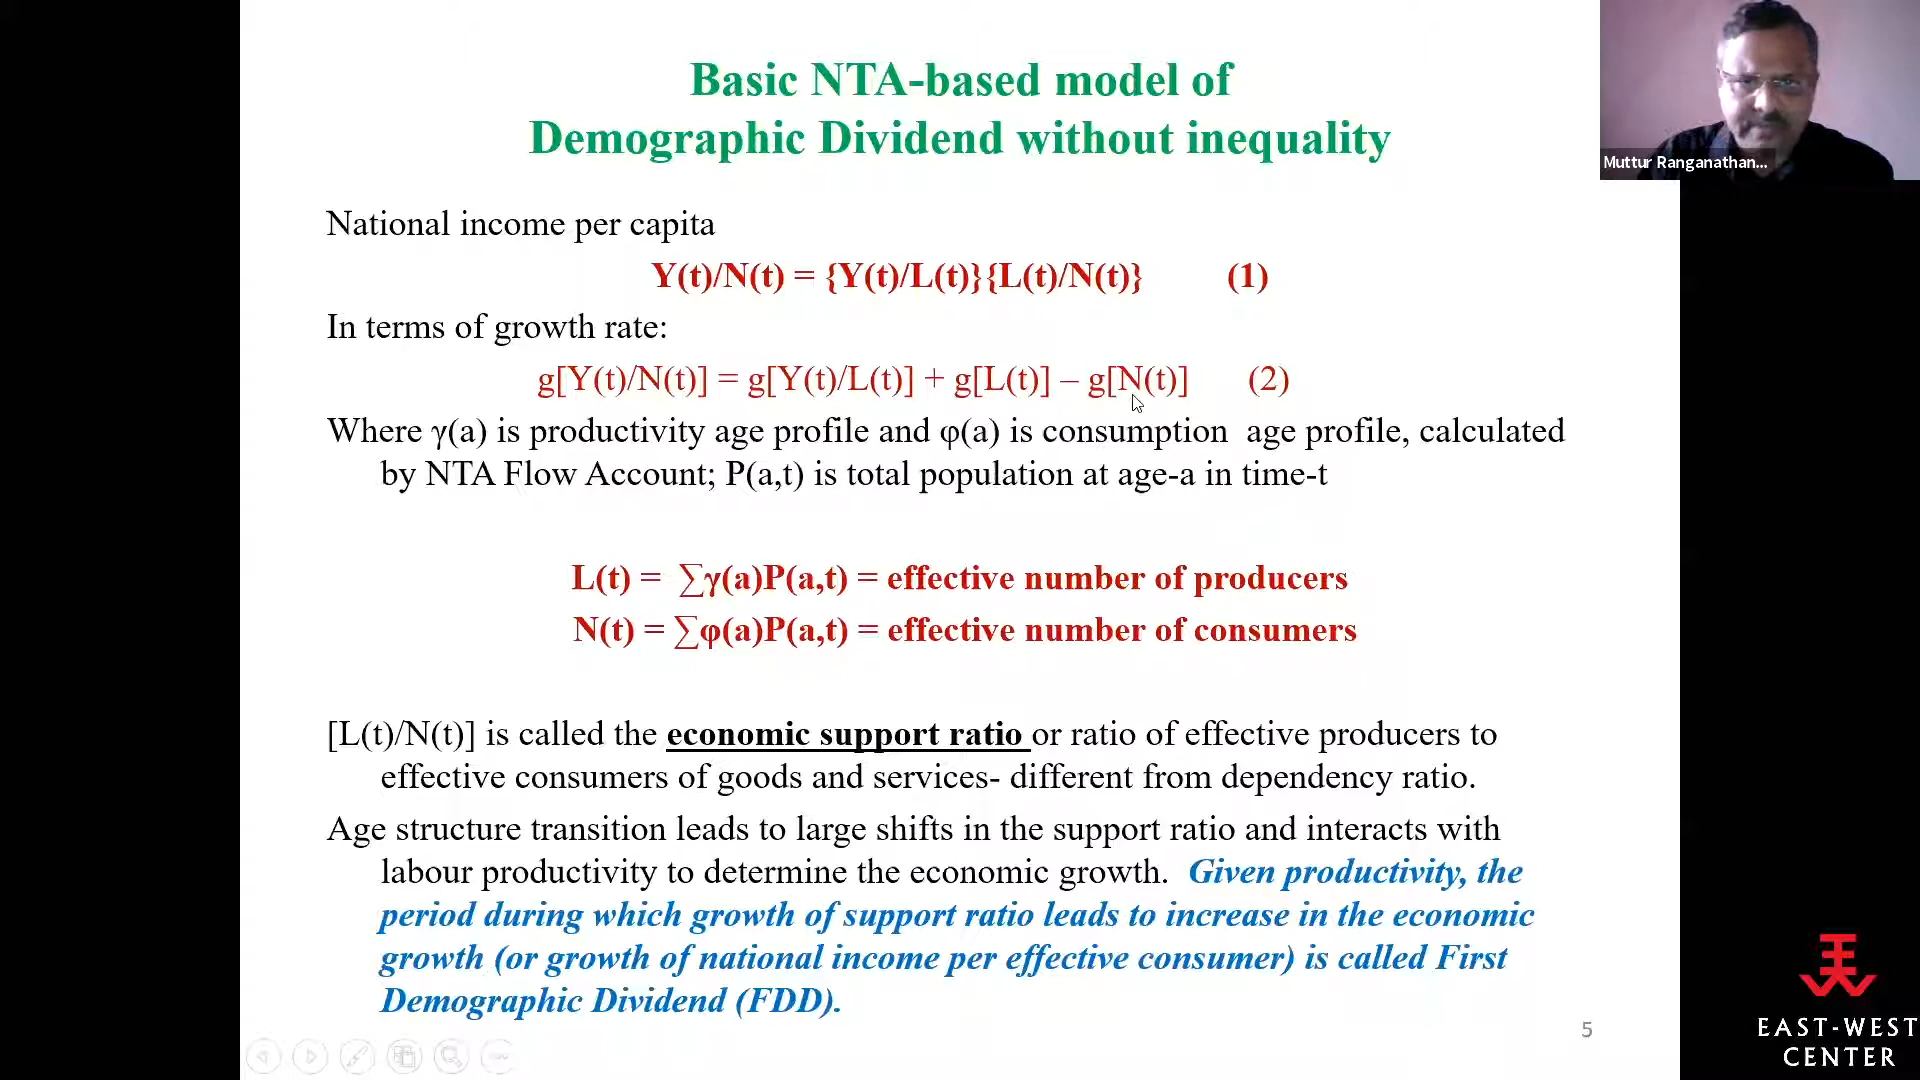 Basic NTA-based model of
Demographic Dividend without inequality
Muttur Ranganathan...
National income per capita
Y(t)/N(t) = {Y(t)/L(t)}{L(t)/N(t)} (1)
In terms of growth rate:
g[Y(t)/N(t)] = g[Y(t)/L(t)] + g[L(t)] – g[N(t)] (2)
Where γ(a) is productivity age profile and φ(a) is consumption age profile, calculated
by NTA Flow Account; P(a,t) is total population at age-a in time-t
L(t) = ∑γ(a)P(a,t) = effective number of producers
N(t) = ∑φ(a)P(a,t) = effective number of consumers
[L(t)/N(t)] is called the economic support ratio or ratio of effective producers to
effective consumers of goods and services- different from dependency ratio.
Age structure transition leads to large shifts in the support ratio and interacts with
labour productivity to determine the economic growth. Given productivity, the
period during which growth of support ratio leads to increase in the economic
growth (or growth of national income per effective consumer) is called First
Demographic Dividend (FDD).
5
EAST-WEST
CENTER